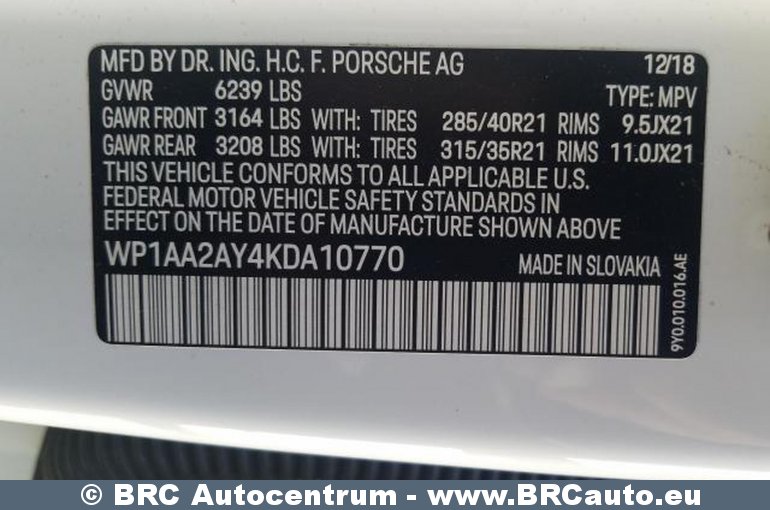 MFD BY DR. ING. H.C. F. PORSCHE AG 12/18
GVWR 6239 LBS TYPE: MPV
GAWR FRONT 3164 LBS WITH: TIRES 285/40R21 RIMS 9.5JX21
GAWR REAR 3208 LBS WITH: TIRES 315/35R21 RIMS 11.0JX21
THIS VEHICLE CONFORMS TO ALL APPLICABLE U.S.
FEDERAL MOTOR VEHICLE SAFETY STANDARDS IN
EFFECT ON THE DATE OF MANUFACTURE SHOWN ABOVE
WP1AA2AY4KDA10770 MADE IN SLOVAKIA
9Y0.010.016.AE
© BRC Autocentrum - www.BRCauto.eu